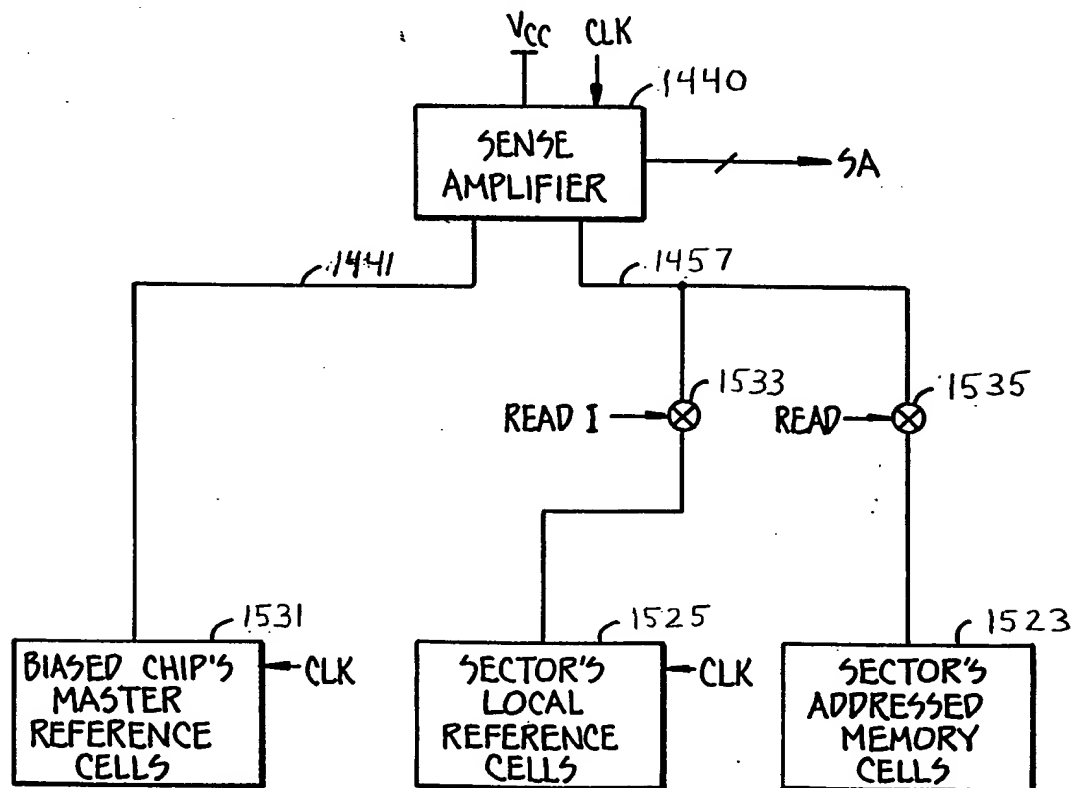 VCC
CLK
1440
SENSE
AMPLIFIER
SA
1441
1457
1533
1535
READ I
READ
1531
1525
1523
BIASED CHIP'S
MASTER
REFERENCE
CELLS
CLK
SECTOR'S
LOCAL
REFERENCE
CELLS
CLK
SECTOR'S
ADDRESSED
MEMORY
CELLS